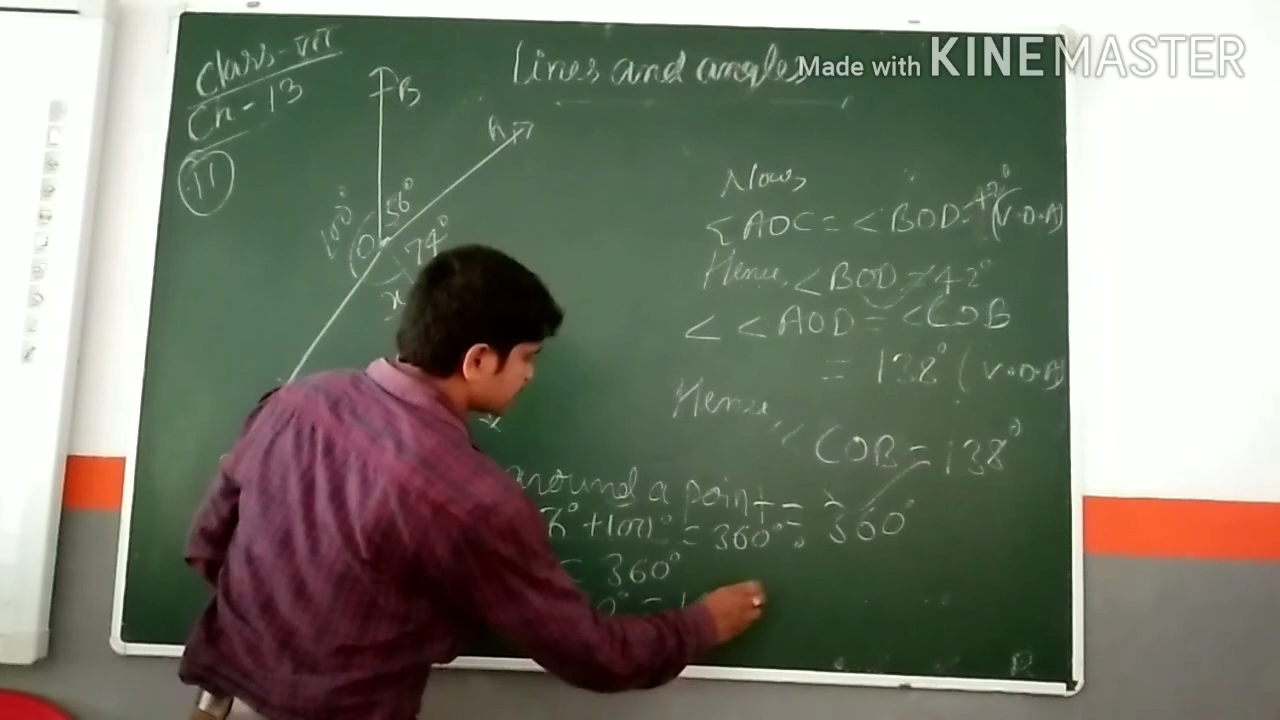 Class-VII
Ch-13
Lines and angles
Made with KINEMASTER
11
B
A
56°
100°
O
74°
x
Now,
∠AOC = ∠BOD = 42° (V.O.A)
Hence, ∠BOD = 42°
∠ ∠AOD = ∠COB
= 138° (V.O.A)
Hence,
COB = 138°
around a point = 360°
+100° = 360°
= 360°